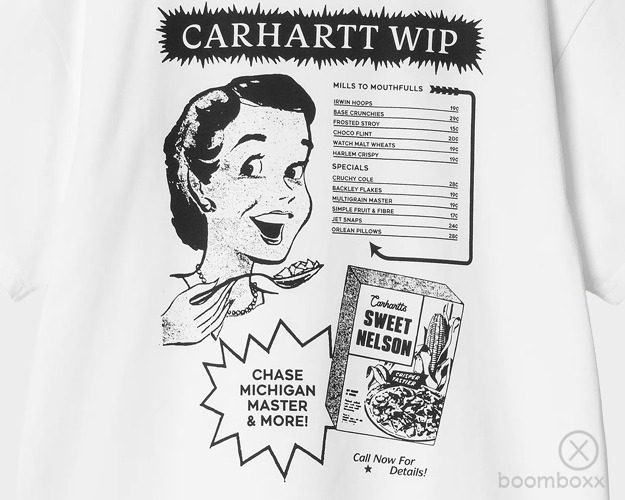 CARHARTT WIP
MILLS TO MOUTHFULLS
IRWIN HOOPS 19¢
BASE CRUNCHIES 29¢
FROSTED STROY 15¢
CHOCO FLINT 20¢
WATCH MALT WHEATS 19¢
HARLEM CRISPY 19¢
SPECIALS
CRUCHY COLE 28¢
BACKLEY FLAKES 19¢
MULTIGRAIN MASTER 19¢
SIMPLE FRUIT & FIBRE 17¢
JET SNAPS 24¢
ORLEAN PILLOWS 28¢
Carhartt's
SWEET
NELSON
CRISPER
TASTIER
CHASE
MICHIGAN
MASTER
& MORE!
Call Now For
Details!
boomboxx